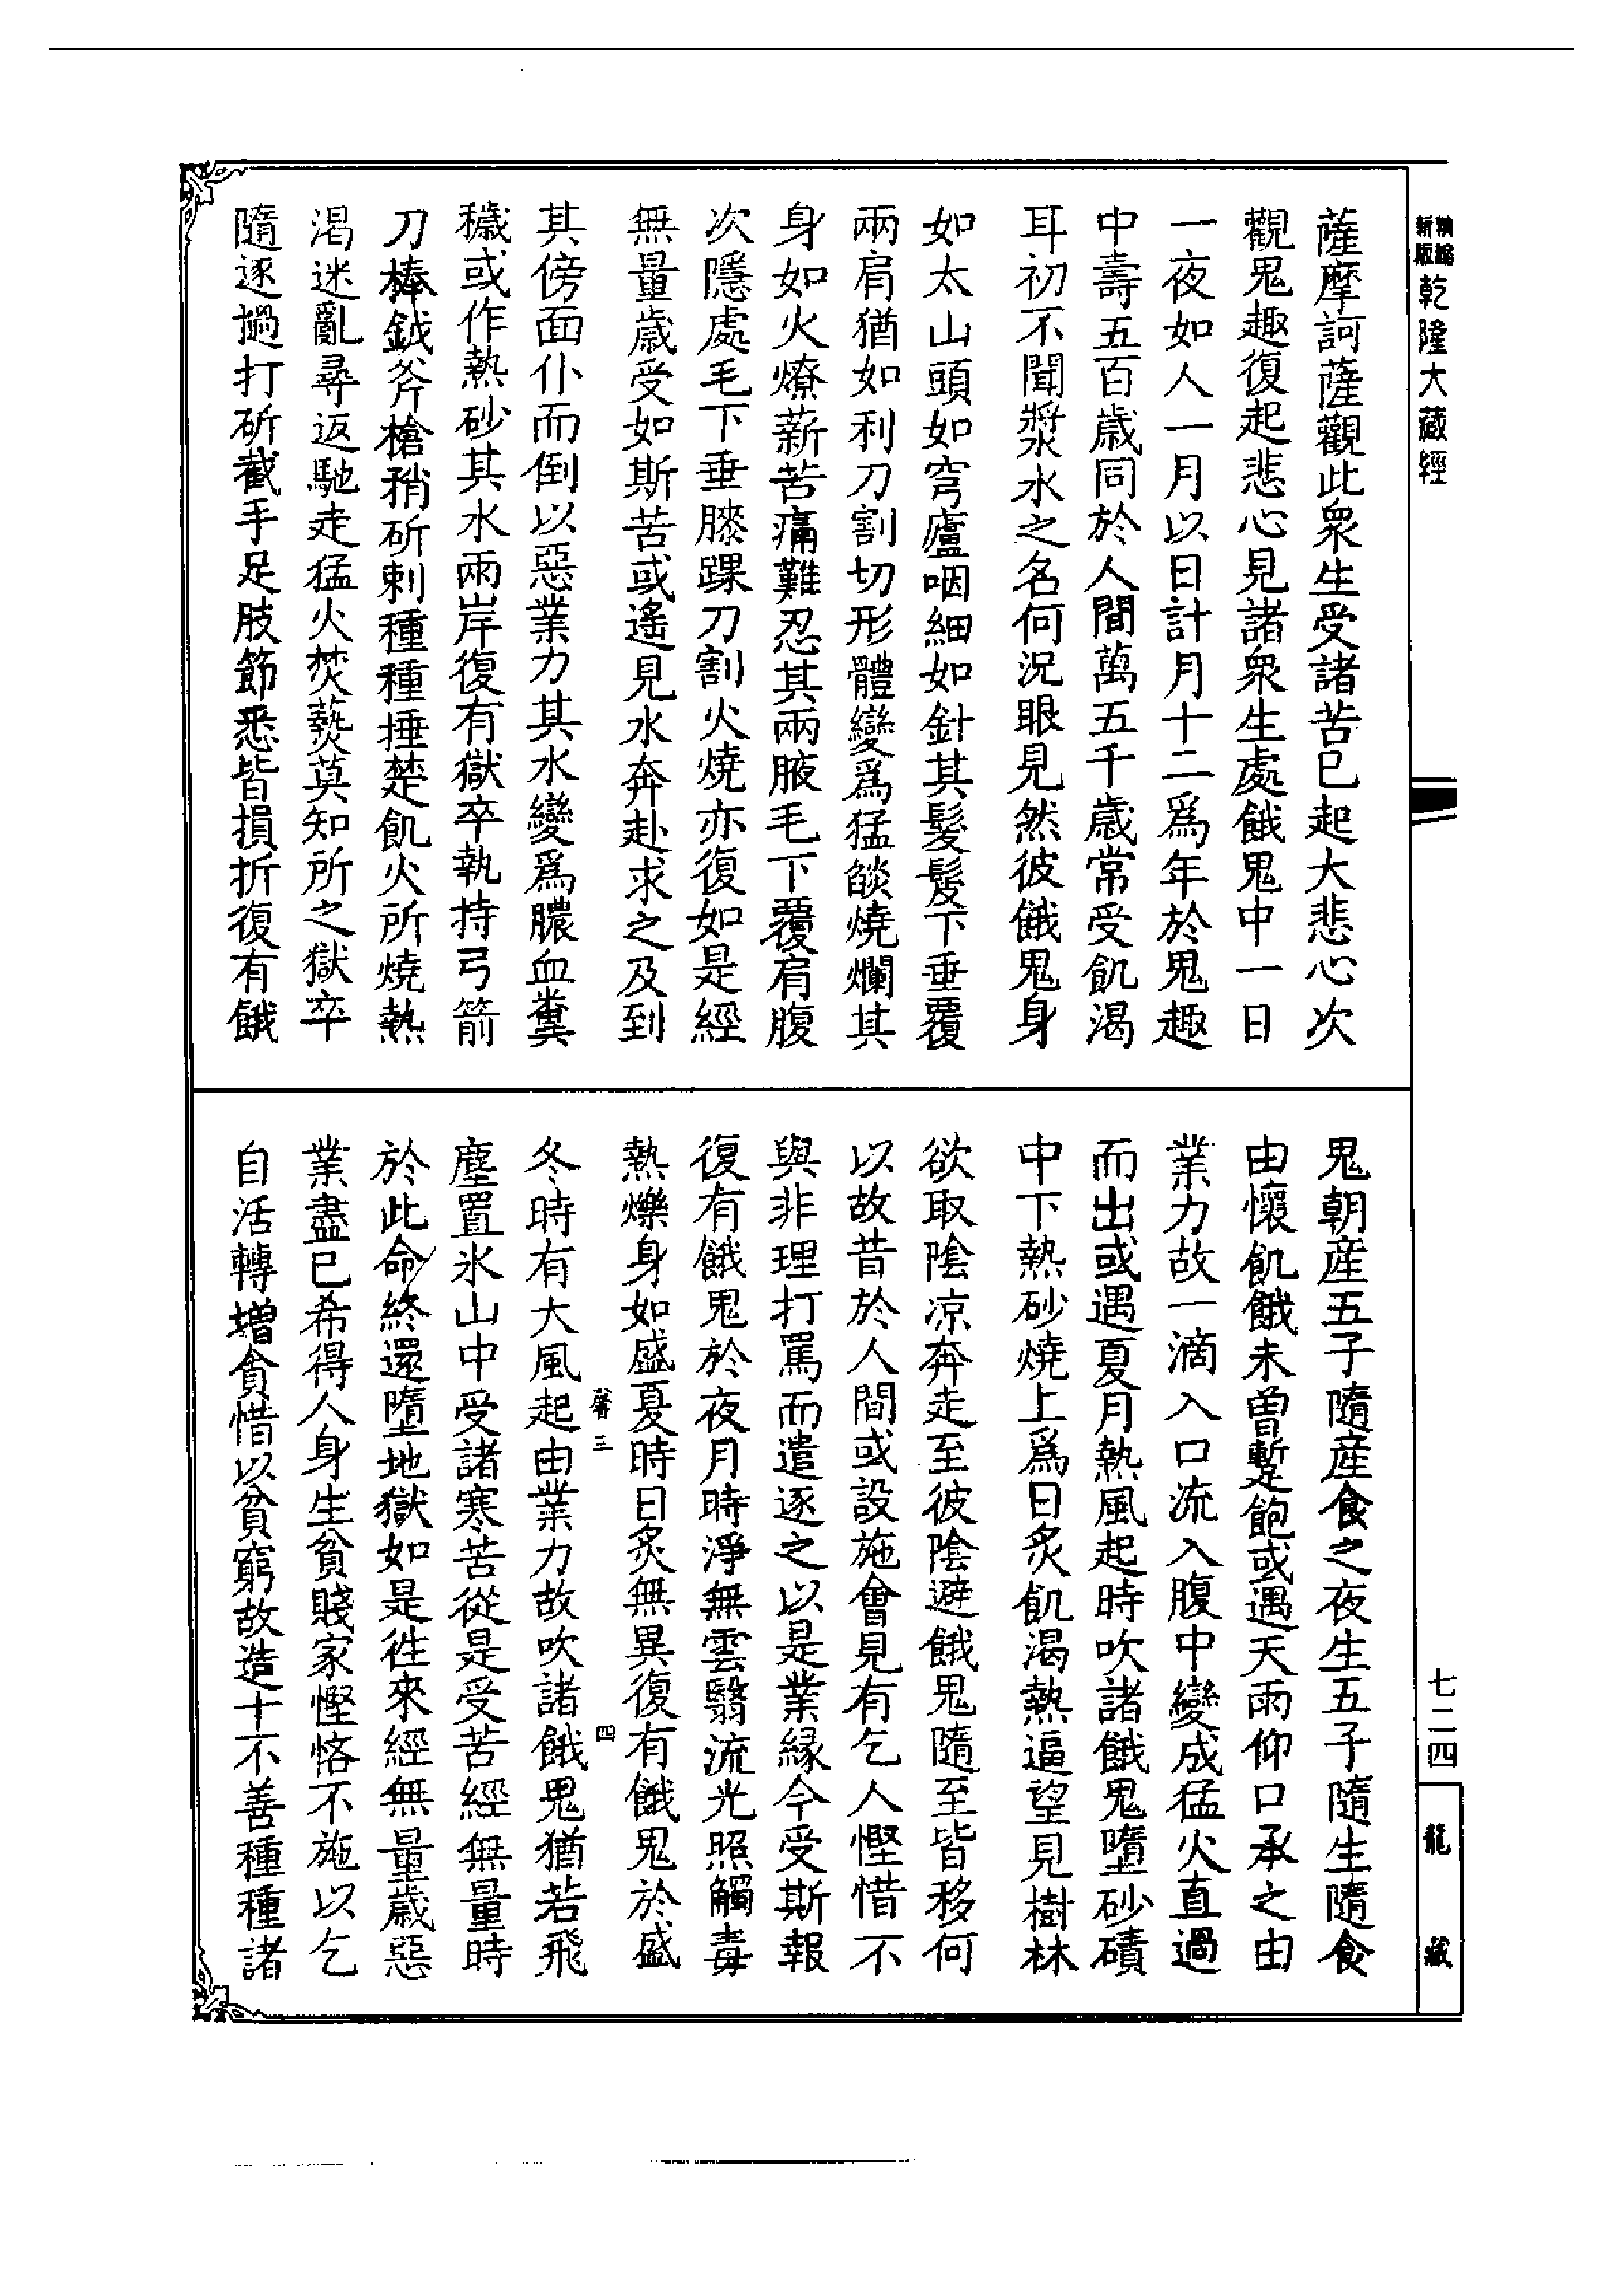 精編
新版
乾隆大藏經
薩摩訶薩觀此衆生受諸苦已起大悲心次
觀鬼趣復起悲心見諸衆生處餓鬼中一日
一夜如人一月以日計月十二爲年於鬼趣
中壽五百歲同於人間萬五千歲常受飢渴
耳初不聞漿水之名何況眼見然彼餓鬼身
如太山頭如穹廬咽細如針其髮髼下垂覆
兩肩猶如利刀割切形體變爲猛燄燒爛其
身如火燎薪苦痛難忍其兩腋毛下覆肩腹
次隱處毛下垂膝踝刀割火燒亦復如是經
無量歲受如斯苦或遙見水奔赴求之及到
其傍面仆而倒以惡業力其水變爲膿血糞
穢或作熱砂其水兩岸復有獄卒執持弓箭
刀棒鉞斧槍矟斫刺種種捶楚飢火所燒熱
渴迷亂尋返馳走猛火焚爇莫知所之獄卒
隨逐撾打斫截手足肢節悉皆損折復有餓
鬼朝産五子隨産食之夜生五子隨生隨食
由懷飢餓未曾蹔飽或遇天雨仰口承之由
業力故一滴入口流入腹中變成猛火直過
而出或遇夏月熱風起時吹諸餓鬼墮砂磧
中下熱砂燒上爲日炙飢渴熱逼望見樹林
欲取陰凉奔走至彼陰避餓鬼隨至皆移何
以故昔於人間或設施會見有乞人慳惜不
與非理打罵而遣逐之以是業緣今受斯報
復有餓鬼於夜月時淨無雲翳流光照觸毒
熱爍身如盛夏時日炙無異復有餓鬼於盛
馨三
四
冬時有大風起由業力故吹諸餓鬼猶若飛
塵置氷山中受諸寒苦從是受苦經無量時
於此命終還墮地獄如是徃來經無量歲惡
業盡已希得人身生貧賤家慳悋不施以乞
自活轉增貪惜以貧窮故造十不善種種諸
七二四
龍
藏